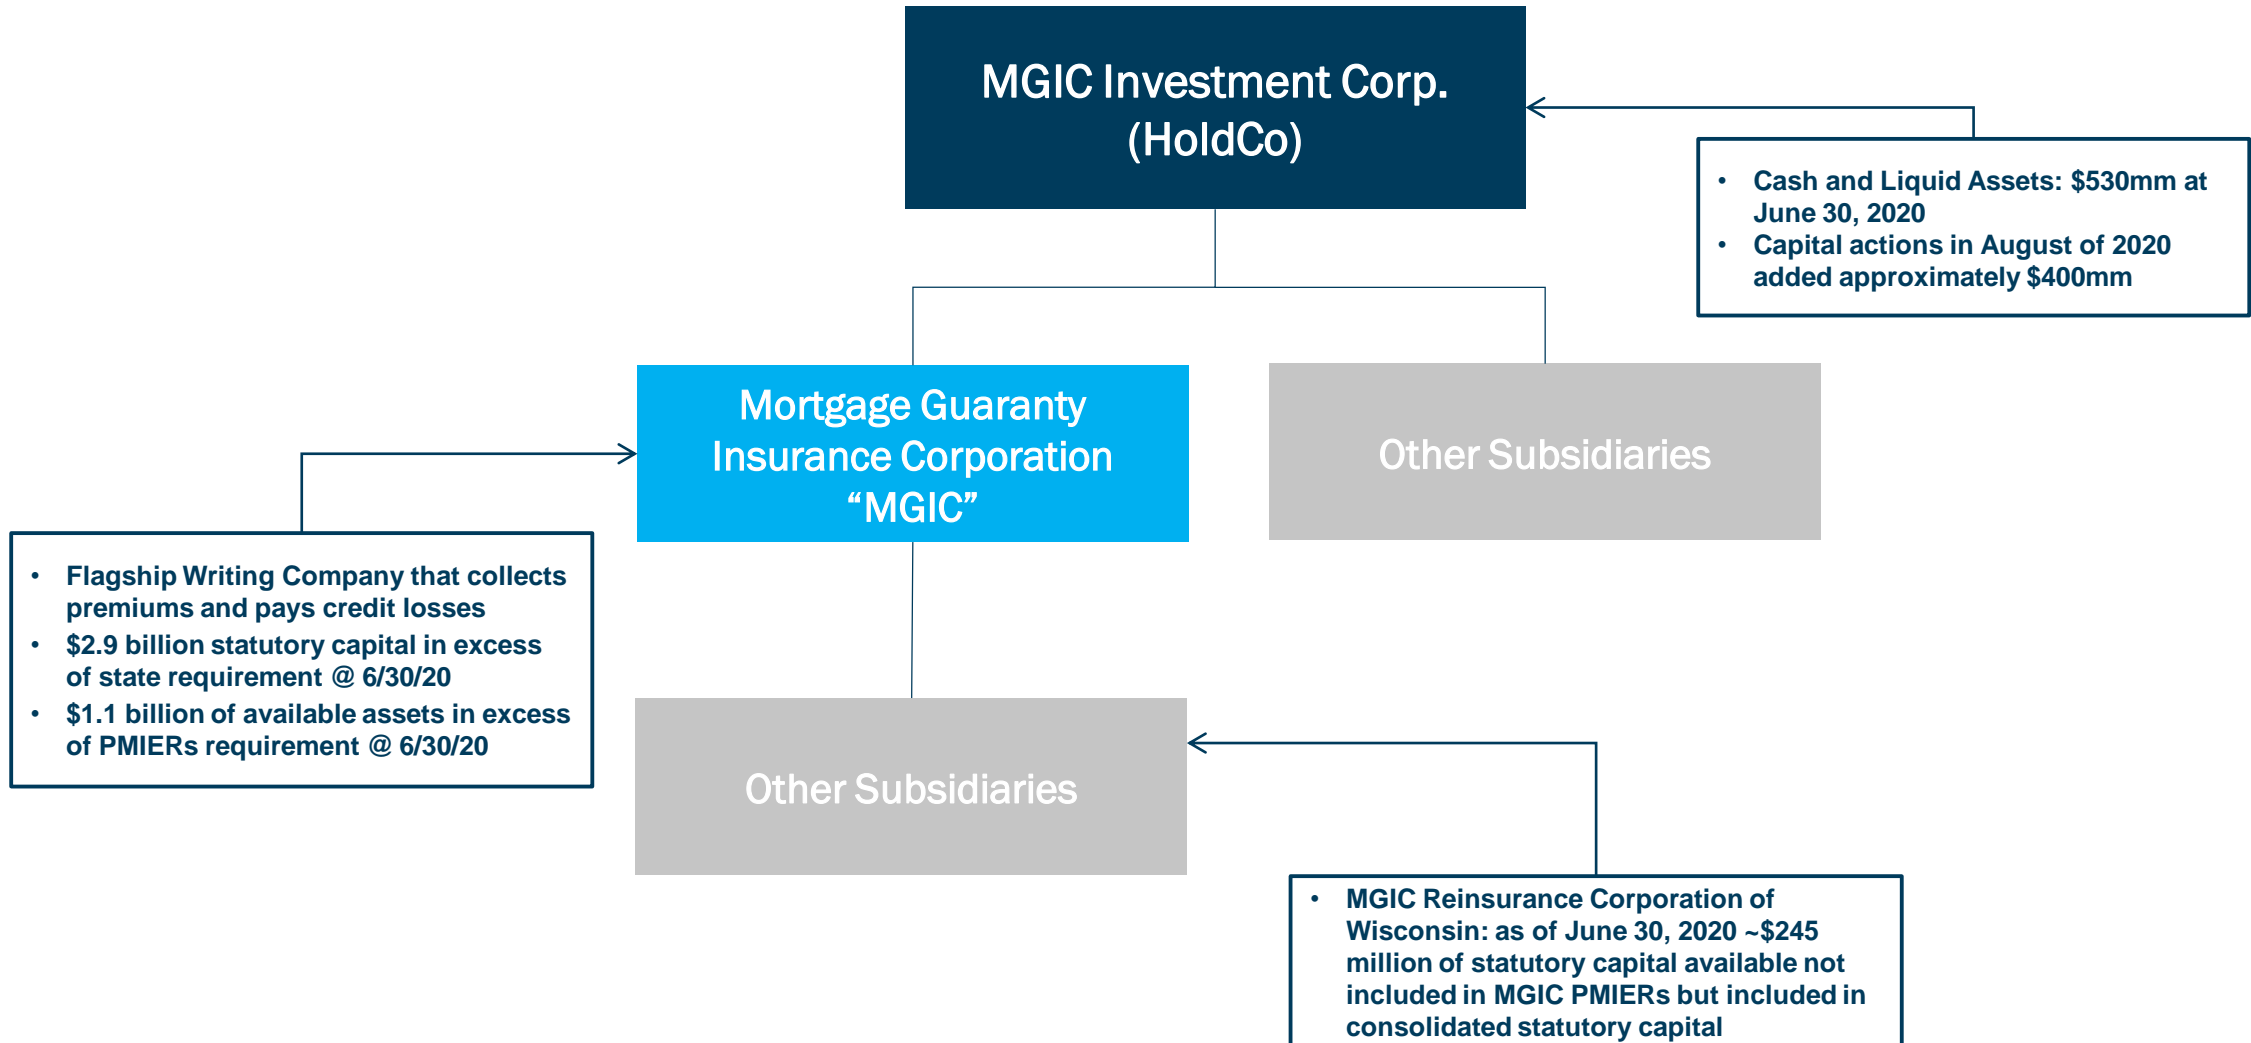 MGIC Investment Corp.
(HoldCo)
• Cash and Liquid Assets: $530mm at
June 30, 2020
• Capital actions in August of 2020
added approximately $400mm
Mortgage Guaranty
Insurance Corporation
“MGIC”
Other Subsidiaries
• Flagship Writing Company that collects
premiums and pays credit losses
• $2.9 billion statutory capital in excess
of state requirement @ 6/30/20
• $1.1 billion of available assets in excess
of PMIERs requirement @ 6/30/20
Other Subsidiaries
• MGIC Reinsurance Corporation of
Wisconsin: as of June 30, 2020 ~$245
million of statutory capital available not
included in MGIC PMIERs but included in
consolidated statutory capital